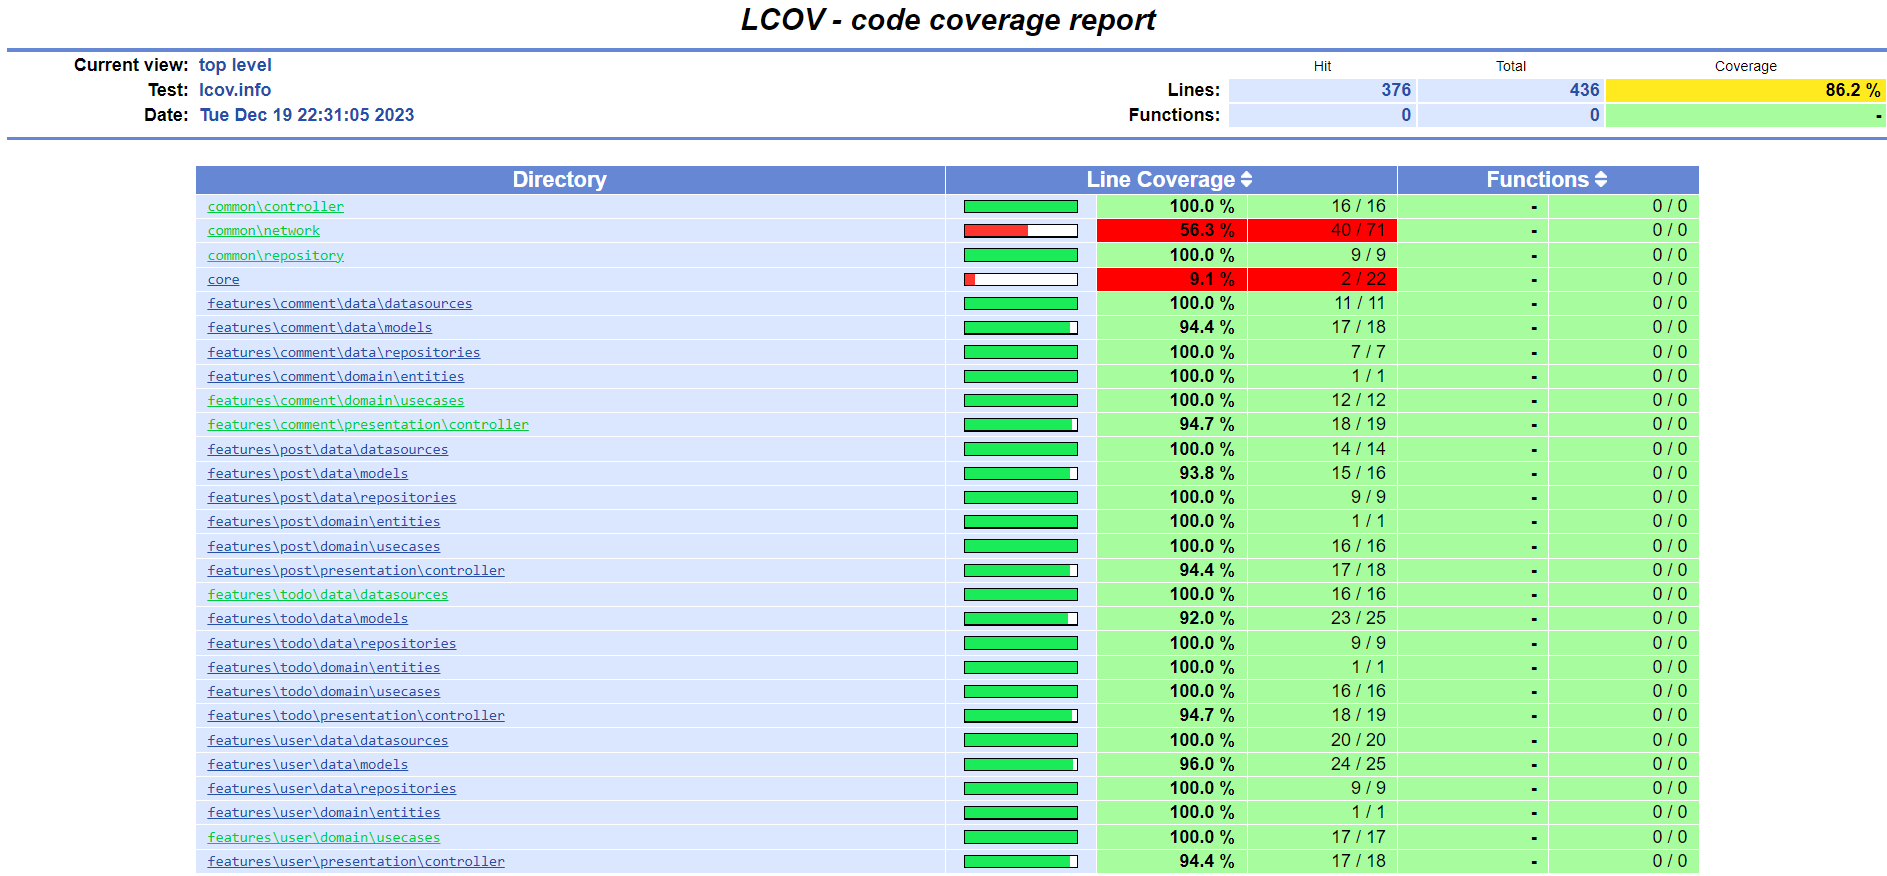 LCOV - code coverage report
Current view: top level Hit Total Coverage
Test: lcov.info Lines: 376 436 86.2 %
Date: Tue Dec 19 22:31:05 2023 Functions: 0 0 -
Directory Line Coverage Functions
common\controller 100.0 % 16 / 16 - 0 / 0
common\network 56.3 % 40 / 71 - 0 / 0
common\repository 100.0 % 9 / 9 - 0 / 0
core 9.1 % 2 / 22 - 0 / 0
features\comment\data\datasources 100.0 % 11 / 11 - 0 / 0
features\comment\data\models 94.4 % 17 / 18 - 0 / 0
features\comment\data\repositories 100.0 % 7 / 7 - 0 / 0
features\comment\domain\entities 100.0 % 1 / 1 - 0 / 0
features\comment\domain\usecases 100.0 % 12 / 12 - 0 / 0
features\comment\presentation\controller 94.7 % 18 / 19 - 0 / 0
features\post\data\datasources 100.0 % 14 / 14 - 0 / 0
features\post\data\models 93.8 % 15 / 16 - 0 / 0
features\post\data\repositories 100.0 % 9 / 9 - 0 / 0
features\post\domain\entities 100.0 % 1 / 1 - 0 / 0
features\post\domain\usecases 100.0 % 16 / 16 - 0 / 0
features\post\presentation\controller 94.4 % 17 / 18 - 0 / 0
features\todo\data\datasources 100.0 % 16 / 16 - 0 / 0
features\todo\data\models 92.0 % 23 / 25 - 0 / 0
features\todo\data\repositories 100.0 % 9 / 9 - 0 / 0
features\todo\domain\entities 100.0 % 1 / 1 - 0 / 0
features\todo\domain\usecases 100.0 % 16 / 16 - 0 / 0
features\todo\presentation\controller 94.7 % 18 / 19 - 0 / 0
features\user\data\datasources 100.0 % 20 / 20 - 0 / 0
features\user\data\models 96.0 % 24 / 25 - 0 / 0
features\user\data\repositories 100.0 % 9 / 9 - 0 / 0
features\user\domain\entities 100.0 % 1 / 1 - 0 / 0
features\user\domain\usecases 100.0 % 17 / 17 - 0 / 0
features\user\presentation\controller 94.4 % 17 / 18 - 0 / 0